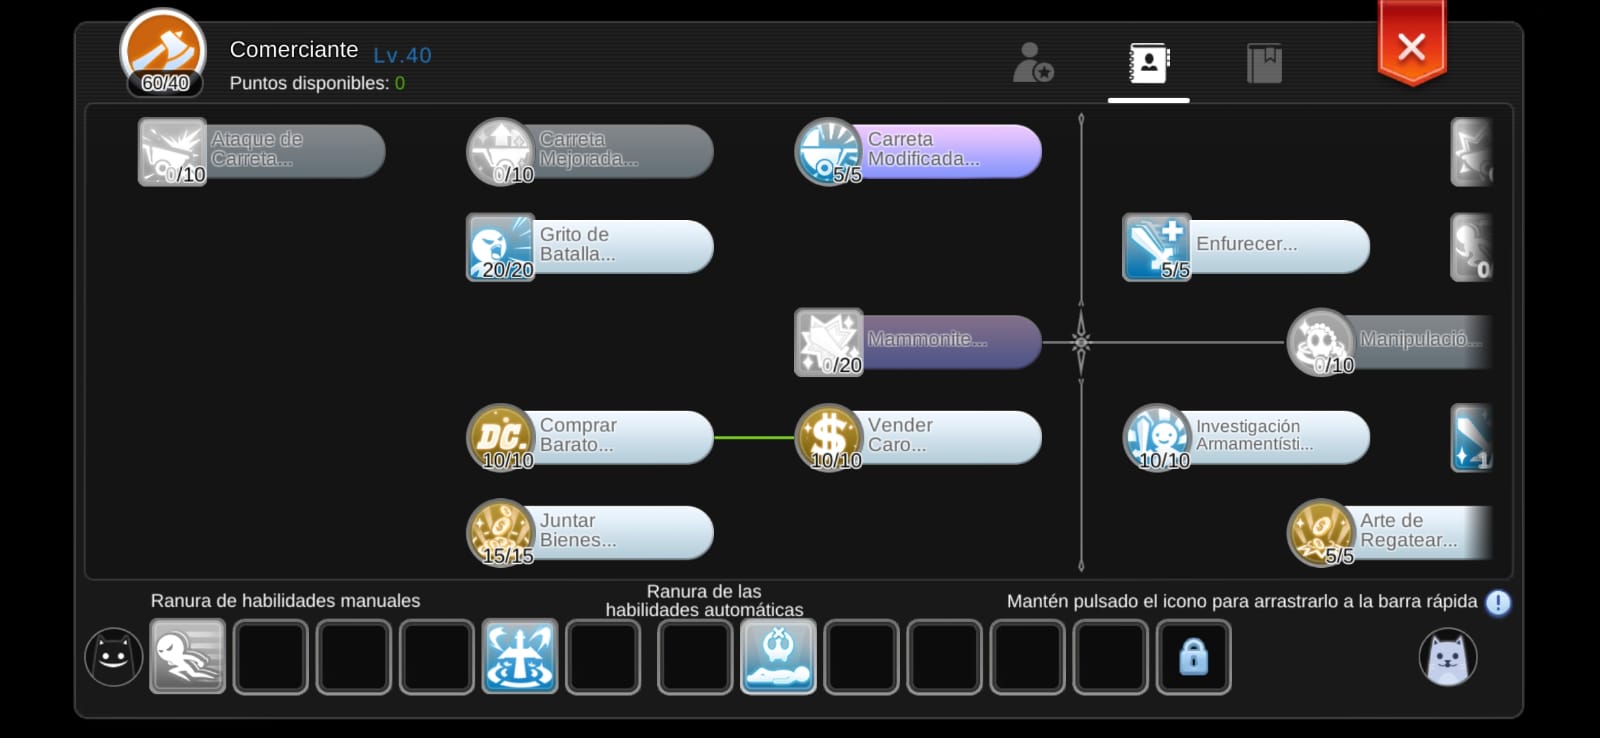 Comerciante Lv.40
60/40
Puntos disponibles: 0
Ataque de
Carreta...
0/10
Carreta
Mejorada...
0/10
Carreta
Modificada...
5/5
Grito de
Batalla...
20/20
Enfurecer...
5/5
0
Mammonite...
0/20
Manipulació...
0/10
DC.
Comprar
Barato...
10/10
$
Vender
Caro...
10/10
Investigación
Armamentísti...
10/10
1
Juntar
Bienes...
15/15
Arte de
Regatear...
5/5
Ranura de habilidades manuales
Ranura de las
habilidades automáticas
Mantén pulsado el icono para arrastrarlo a la barra rápida